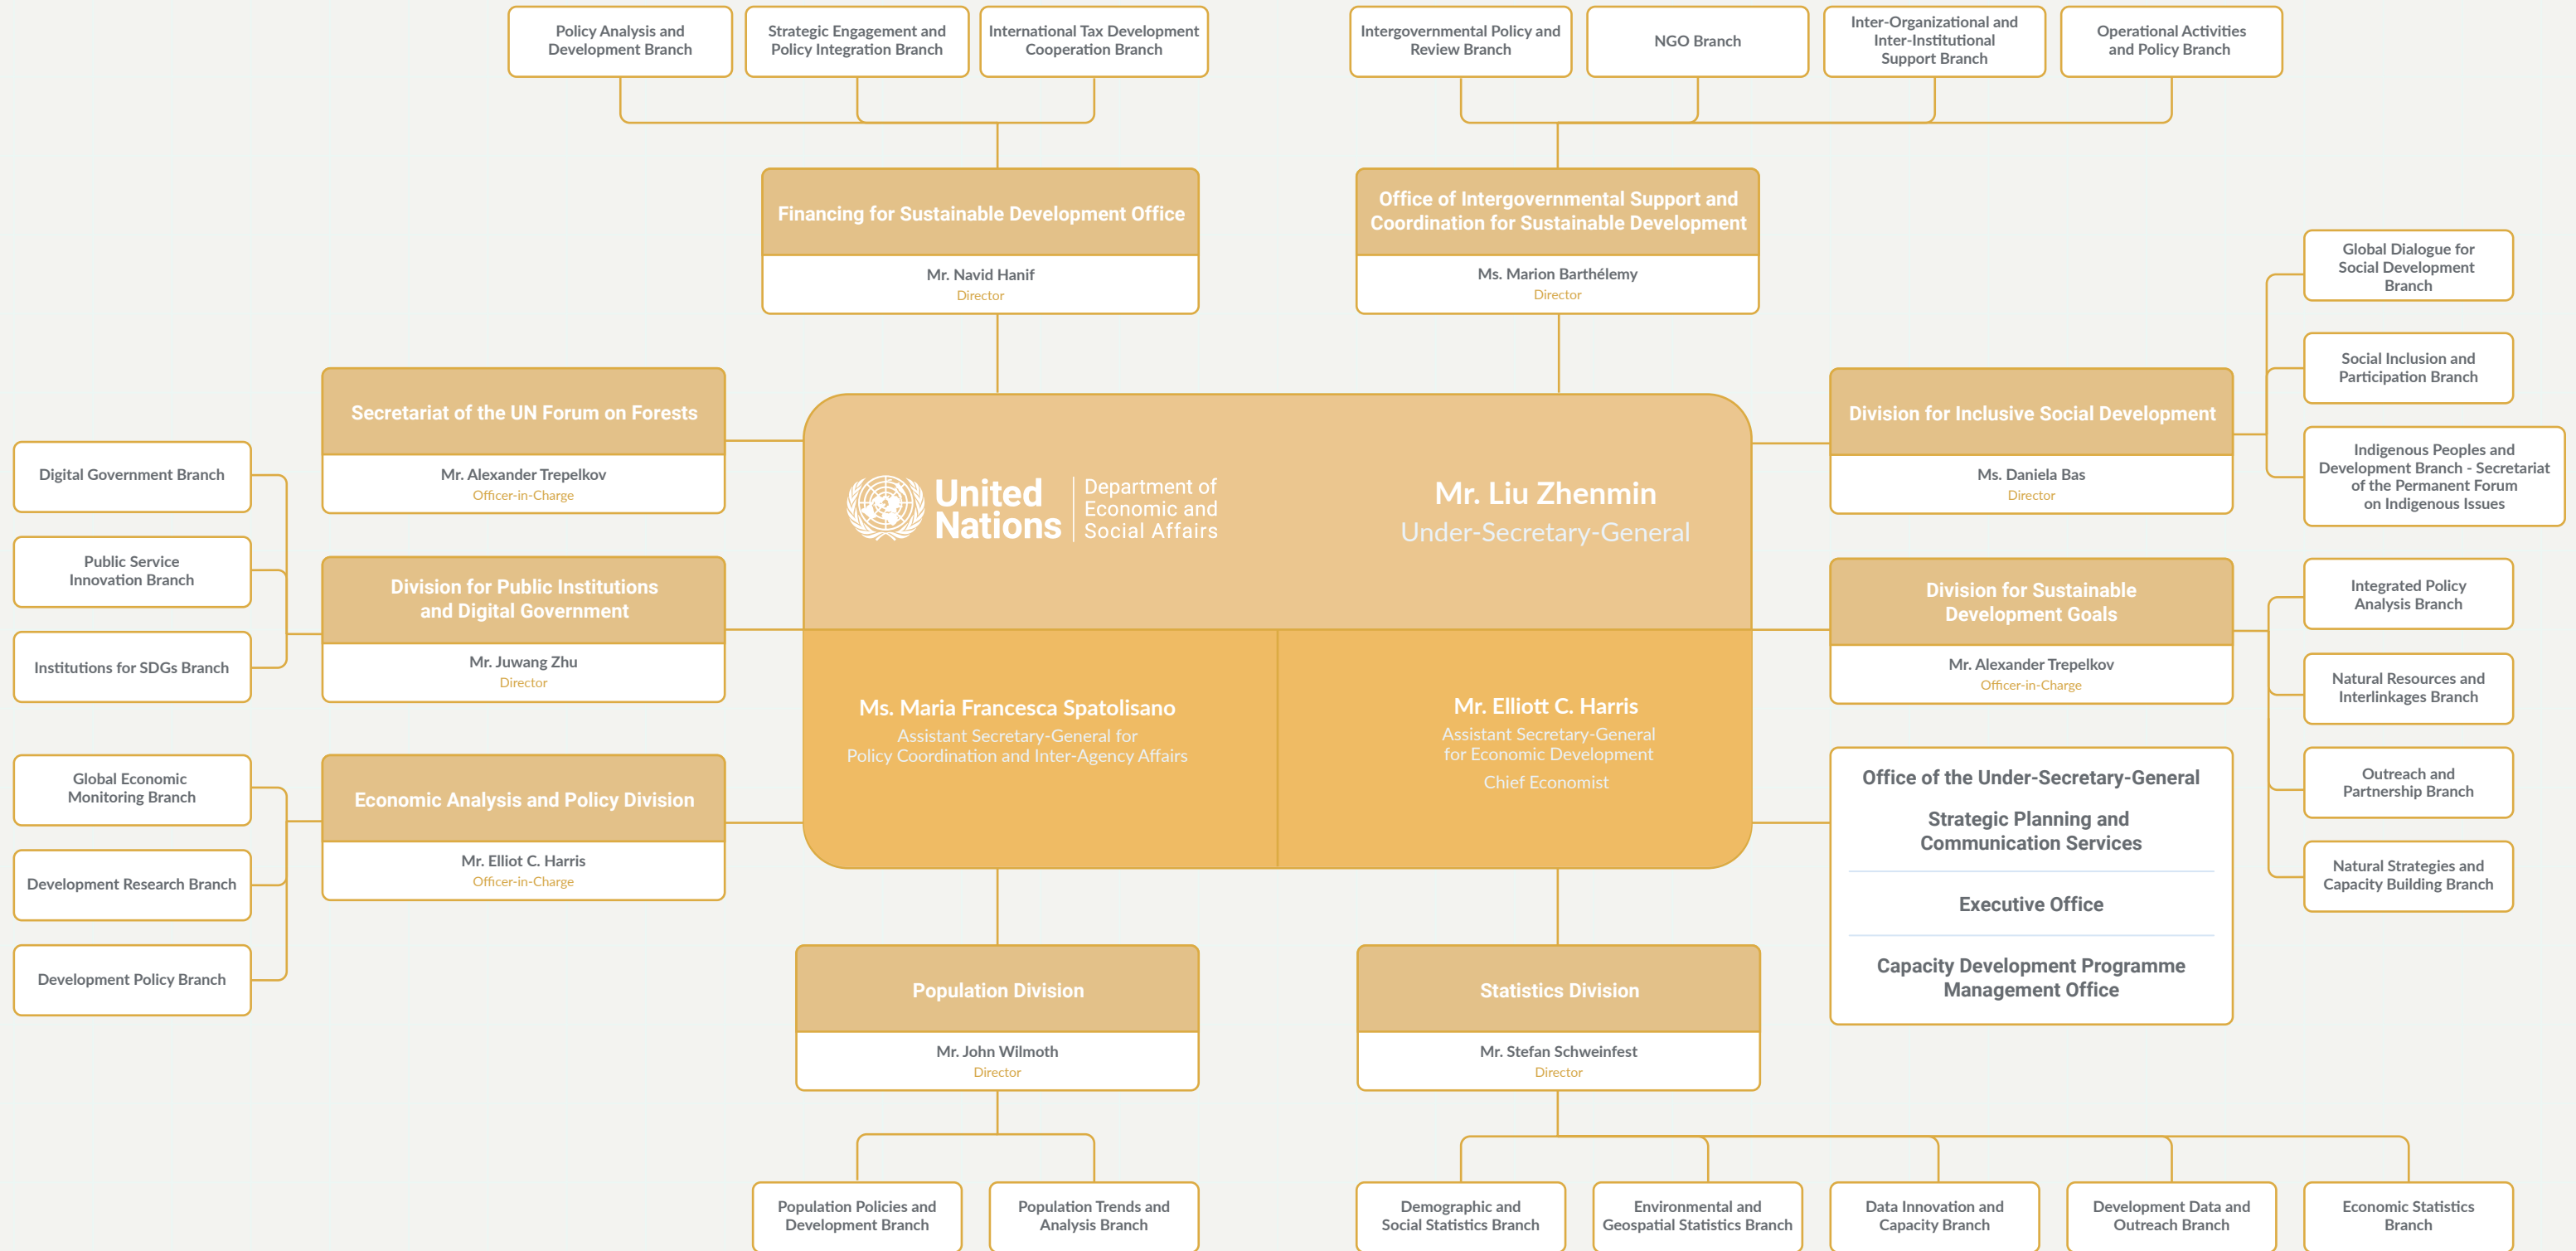 Policy Analysis and
Development Branch
Strategic Engagement and
Policy Integration Branch
International Tax Development
Cooperation Branch
Intergovernmental Policy and
Review Branch
NGO Branch
Inter-Organizational and
Inter-Institutional
Support Branch
Operational Activities
and Policy Branch
Financing for Sustainable Development Office
Mr. Navid Hanif
Director
Office of Intergovernmental Support and
Coordination for Sustainable Development
Ms. Marion Barthélemy
Director
Global Dialogue for
Social Development
Branch
Social Inclusion and
Participation Branch
Indigenous Peoples and
Development Branch - Secretariat
of the Permanent Forum
on Indigenous Issues
Secretariat of the UN Forum on Forests
Mr. Alexander Trepelkov
Officer-in-Charge
Division for Inclusive Social Development
Ms. Daniela Bas
Director
Digital Government Branch
Public Service
Innovation Branch
Institutions for SDGs Branch
United
Nations
Department of
Economic and
Social Affairs
Mr. Liu Zhenmin
Under-Secretary-General
Division for Public Institutions
and Digital Government
Mr. Juwang Zhu
Director
Division for Sustainable
Development Goals
Mr. Alexander Trepelkov
Officer-in-Charge
Integrated Policy
Analysis Branch
Natural Resources and
Interlinkages Branch
Outreach and
Partnership Branch
Natural Strategies and
Capacity Building Branch
Ms. Maria Francesca Spatolisano
Assistant Secretary-General for
Policy Coordination and Inter-Agency Affairs
Mr. Elliott C. Harris
Assistant Secretary-General
for Economic Development
Chief Economist
Global Economic
Monitoring Branch
Development Research Branch
Development Policy Branch
Economic Analysis and Policy Division
Mr. Elliot C. Harris
Officer-in-Charge
Office of the Under-Secretary-General
Strategic Planning and
Communication Services
Executive Office
Capacity Development Programme
Management Office
Population Division
Mr. John Wilmoth
Director
Statistics Division
Mr. Stefan Schweinfest
Director
Population Policies and
Development Branch
Population Trends and
Analysis Branch
Demographic and
Social Statistics Branch
Environmental and
Geospatial Statistics Branch
Data Innovation and
Capacity Branch
Development Data and
Outreach Branch
Economic Statistics
Branch